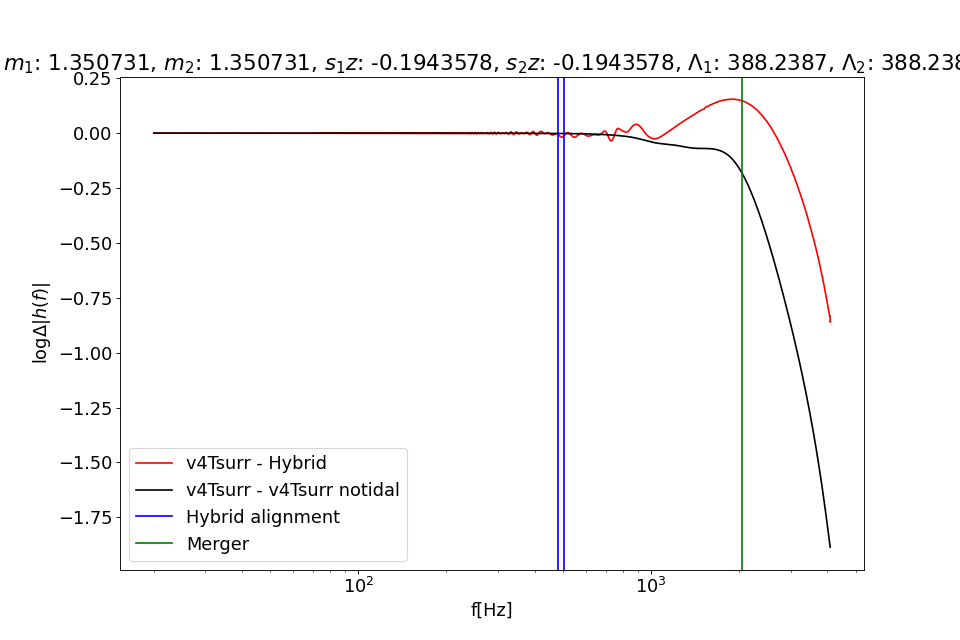 m₁: 1.350731, m₂: 1.350731, s₁z: -0.1943578, s₂z: -0.1943578, Λ₁: 388.2387, Λ₂: 388.238
0.25
0.00
−0.25
−0.50
−0.75
−1.00
−1.25
−1.50
−1.75
logΔ|h(f)|
v4Tsurr - Hybrid
v4Tsurr - v4Tsurr notidal
Hybrid alignment
Merger
10² 10³
f[Hz]